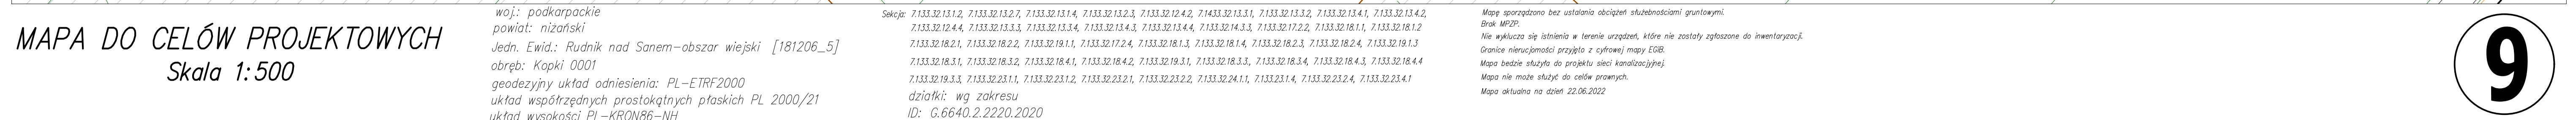 MAPA DO CELÓW PROJEKTOWYCH
Skala 1:500
woj.: podkarpackie
powiat: niżański
Jedn. Ewid.: Rudnik nad Sanem-obszar wiejski [181206_5]
obręb: Kopki 0001
geodezyjny układ odniesienia: PL-ETRF2000
układ współrzędnych prostokątnych płaskich PL 2000/21
układ wysokości PL-KRON86-NH
Sekcja: 7.133.32.13.1.2, 7.133.32.13.2.7, 7.133.32.13.1.4, 7.133.32.13.2.3, 7.133.32.12.4.2, 7.1433.32.13.3.1, 7.133.32.13.3.2, 7.133.32.13.4.1, 7.133.32.13.4.2,
7.133.32.12.4.4, 7.133.32.13.3.3, 7.133.32.13.3.4, 7.133.32.13.4.3, 7.133.32.13.4.4, 7.133.32.14.3.3, 7.133.32.17.2.2, 7.133.32.18.1.1, 7.133.32.18.1.2
7.133.32.18.2.1, 7.133.32.18.2.2, 7.133.32.19.1.1, 7.133.32.17.2.4, 7.133.32.18.1.3, 7.133.32.18.1.4, 7.133.32.18.2.3, 7.133.32.18.2.4, 7.133.32.19.1.3
7.133.32.18.3.1, 7.133.32.18.3.2, 7.133.32.18.4.1, 7.133.32.18.4.2, 7.133.32.19.3.1, 7.133.32.18.3.3., 7.133.32.18.3.4, 7.133.32.18.4.3, 7.133.32.18.4.4
7.133.32.19.3.3, 7.133.32.23.1.1, 7.133.32.23.1.2, 7.133.32.23.2.1, 7.133.32.23.2.2, 7.133.32.24.1.1, 7.133.23.1.4, 7.133.32.23.2.4, 7.133.32.23.4.1
działki: wg zakresu
ID: G.6640.2.2220.2020
Mapę sporządzono bez ustalania obciążeń służebnościami gruntowymi.
Brak MPZP.
Nie wyklucza się istnienia w terenie urządzeń, które nie zostały zgłoszone do inwentaryzacji.
Granice nierucjomości przyjęto z cyfrowej mapy EGIB.
Mapa bedzie służyła do projektu sieci kanalizacjyjnej.
Mapa nie może służyć do celów prawnych.
Mapa aktualna na dzień 22.06.2022
9